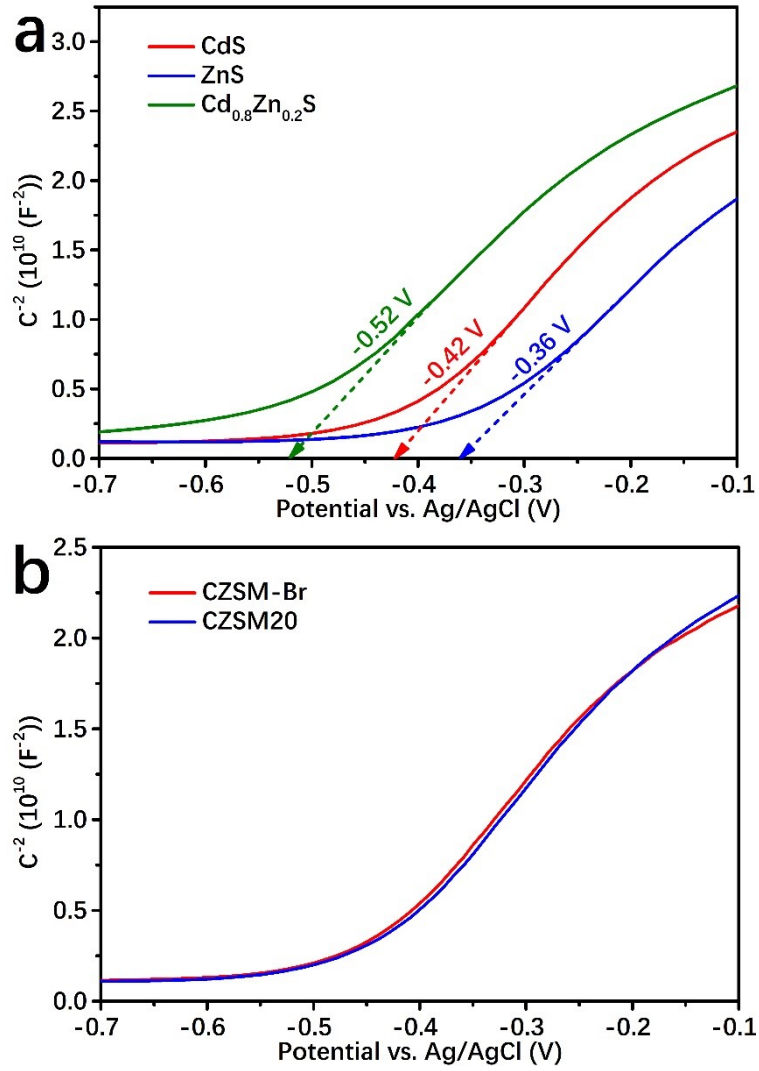 a
CdS
ZnS
Cd0.8Zn0.2S
3.0
2.5
2.0
1.5
1.0
0.5
0.0
C-2 (1010 (F-2))
-0.52 V
-0.42 V
-0.36 V
-0.7 -0.6 -0.5 -0.4 -0.3 -0.2 -0.1
Potential vs. Ag/AgCl (V)
b
CZSM-Br
CZSM20
2.5
2.0
1.5
1.0
0.5
0.0
C-2 (1010 (F-2))
-0.7 -0.6 -0.5 -0.4 -0.3 -0.2 -0.1
Potential vs. Ag/AgCl (V)